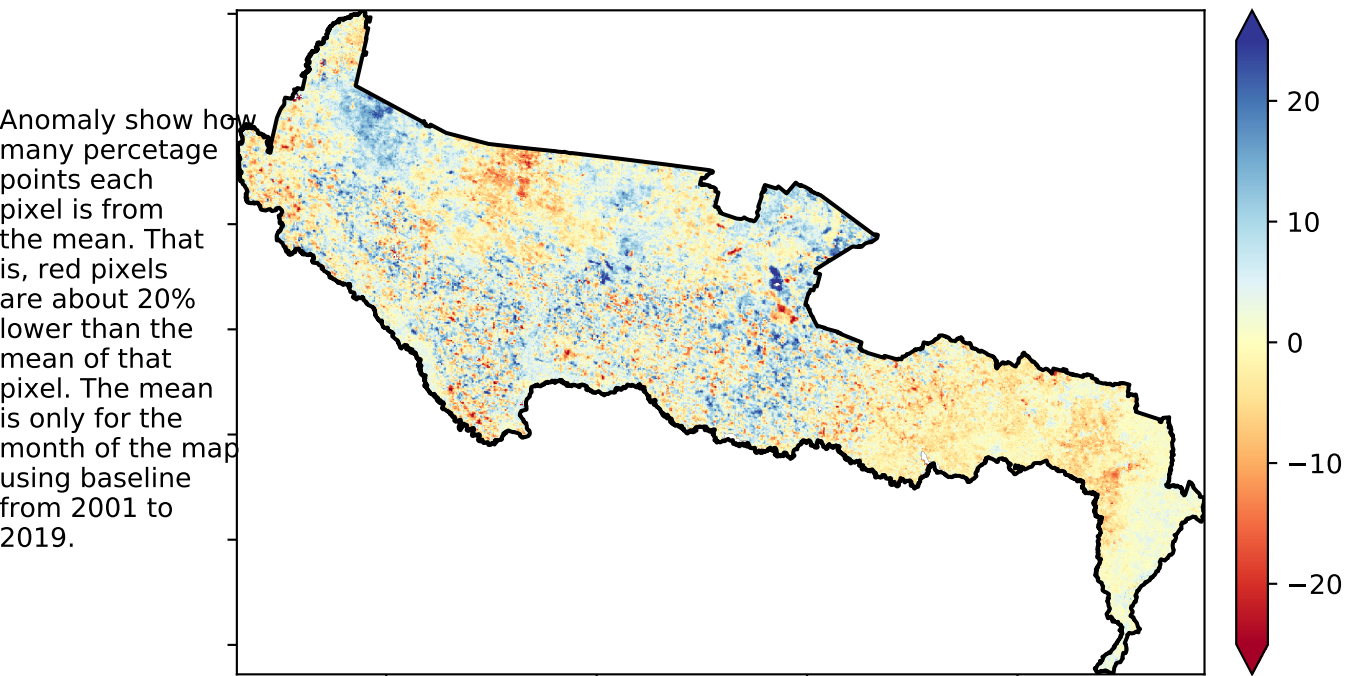 Anomaly show how
many percetage
points each
pixel is from
the mean. That
is, red pixels
are about 20%
lower than the
mean of that
pixel. The mean
is only for the
month of the map
using baseline
from 2001 to
2019.
20
10
0
−10
−20